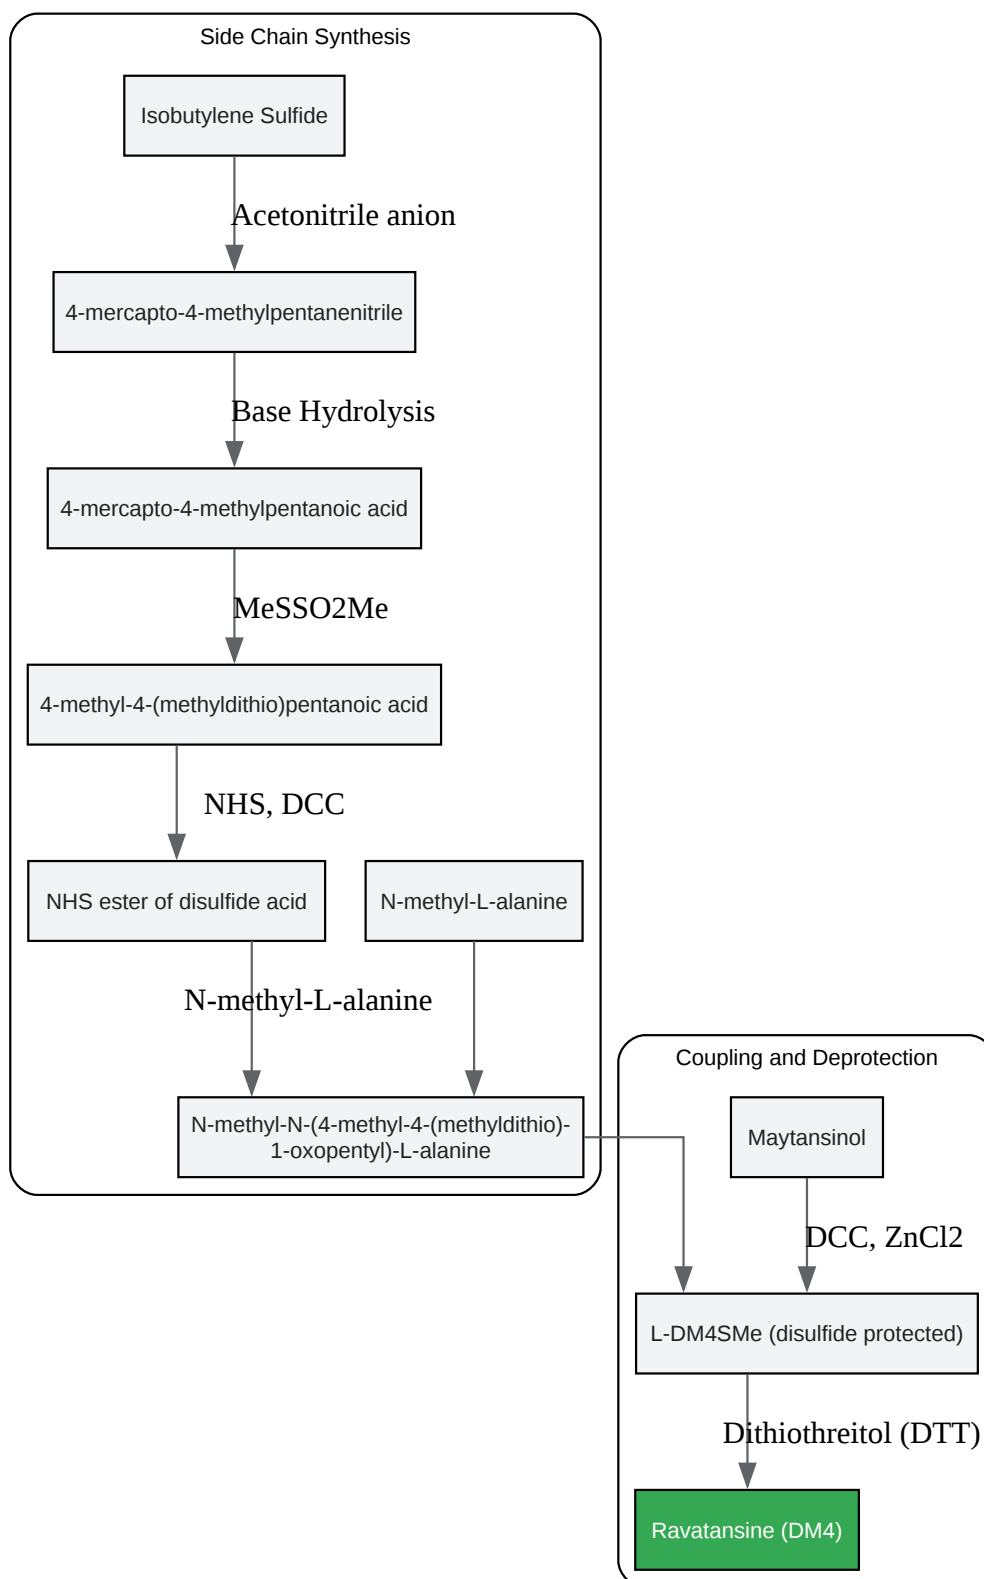 Side Chain Synthesis
Isobutylene Sulfide
Acetonitrile anion
4-mercapto-4-methylpentanenitrile
Base Hydrolysis
4-mercapto-4-methylpentanoic acid
MeSSO2Me
4-methyl-4-(methyldithio)pentanoic acid
NHS, DCC
NHS ester of disulfide acid
N-methyl-L-alanine
N-methyl-L-alanine
N-methyl-N-(4-methyl-4-(methyldithio)-
1-oxopentyl)-L-alanine
Coupling and Deprotection
Maytansinol
DCC, ZnCl2
L-DM4SMe (disulfide protected)
Dithiothreitol (DTT)
Ravatansine (DM4)